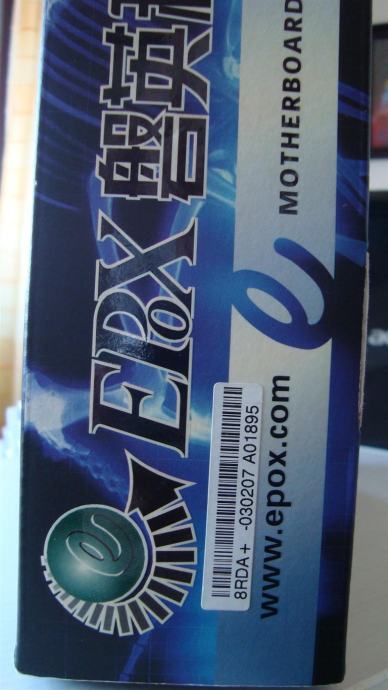 EPoX 磐英
e
e MOTHERBOARD
www.epox.com
8RDA+ -030207 A01895